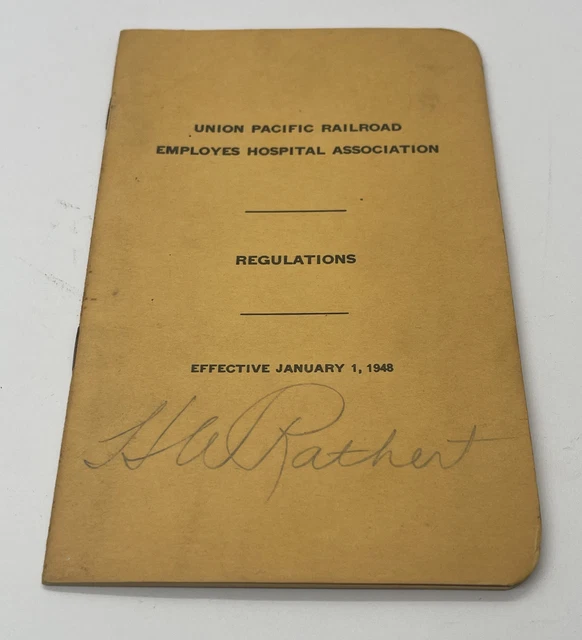 UNION PACIFIC RAILROAD
EMPLOYES HOSPITAL ASSOCIATION
REGULATIONS
EFFECTIVE JANUARY 1, 1948
H W Rathert